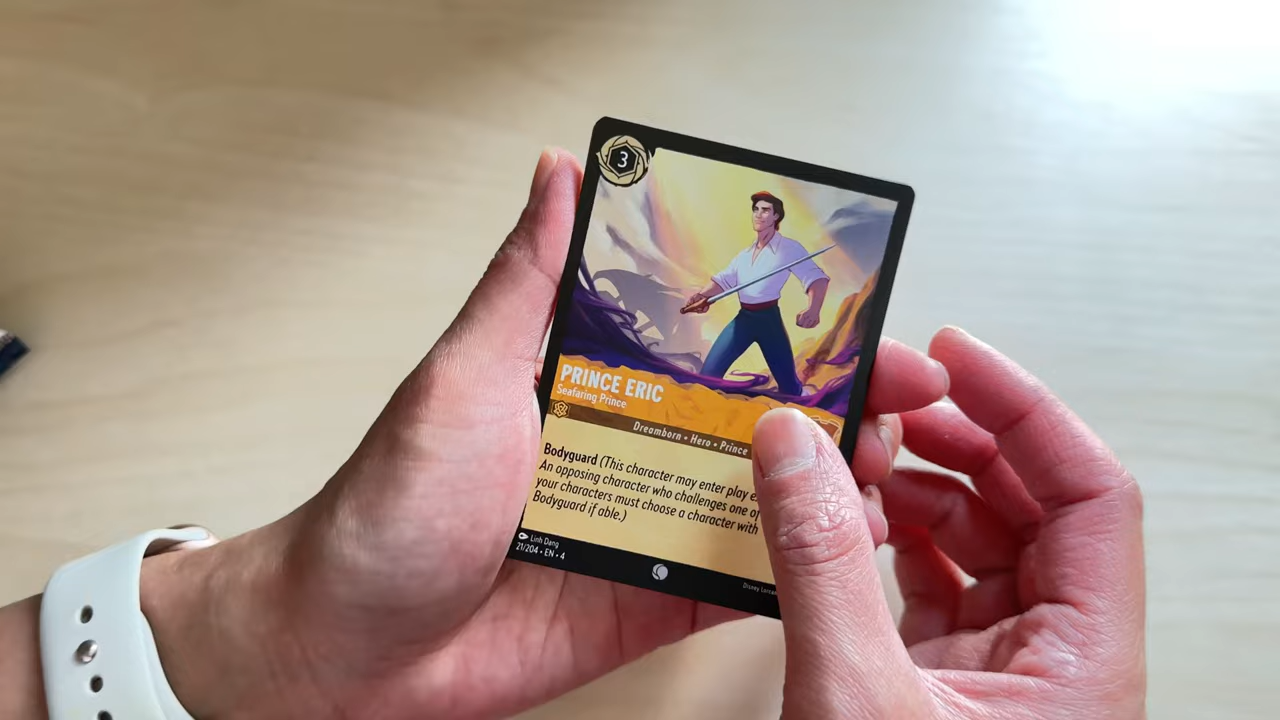 3
PRINCE ERIC
Seafaring Prince
Dreamborn • Hero • Prince
Bodyguard (This character may enter play
An opposing character who challenges one of
your characters must choose a character with
Bodyguard if able.)
Linh Dang
21/204 • EN • 4
Disney